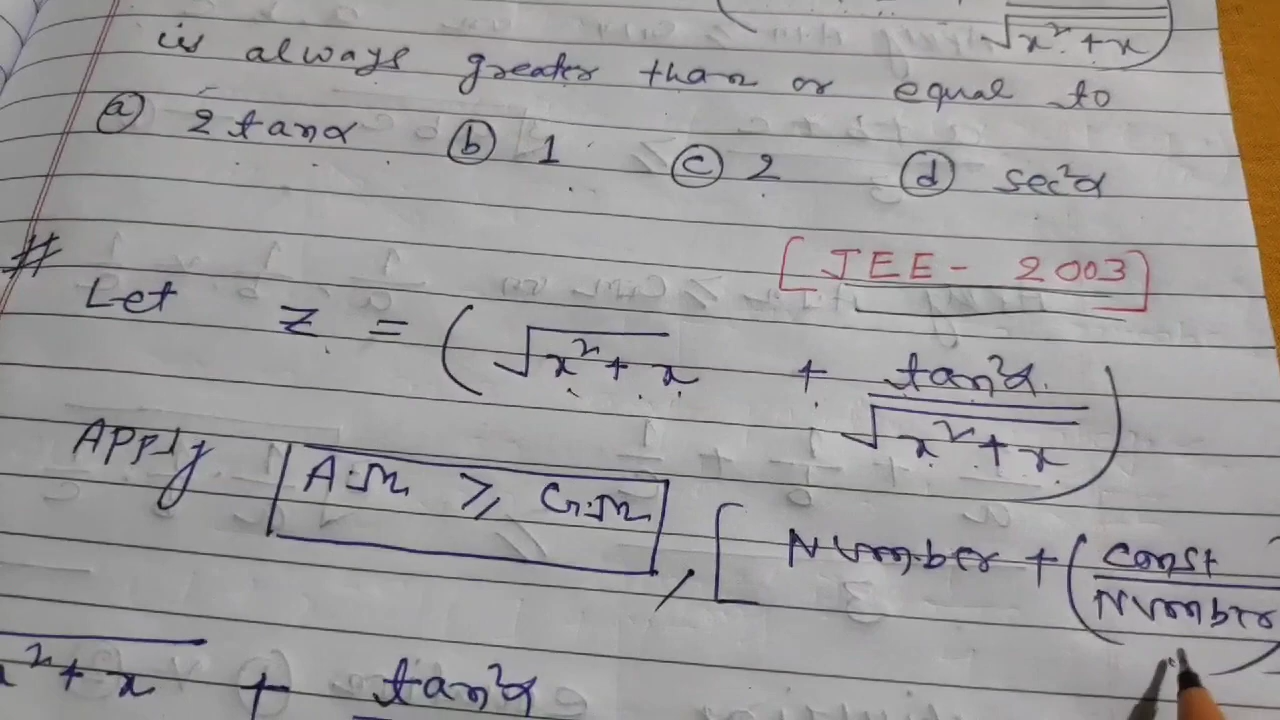 √x²+x
is always greater than or equal to
ⓐ 2 tanα ⓑ 1 ⓒ 2 ⓓ sec²α
[JEE - 2003]
# Let z = (√x²+x + tan²α/√x²+x)
Apply A.M ≥ G.M, [Number + (Const/Number)
x²+x + tan²α